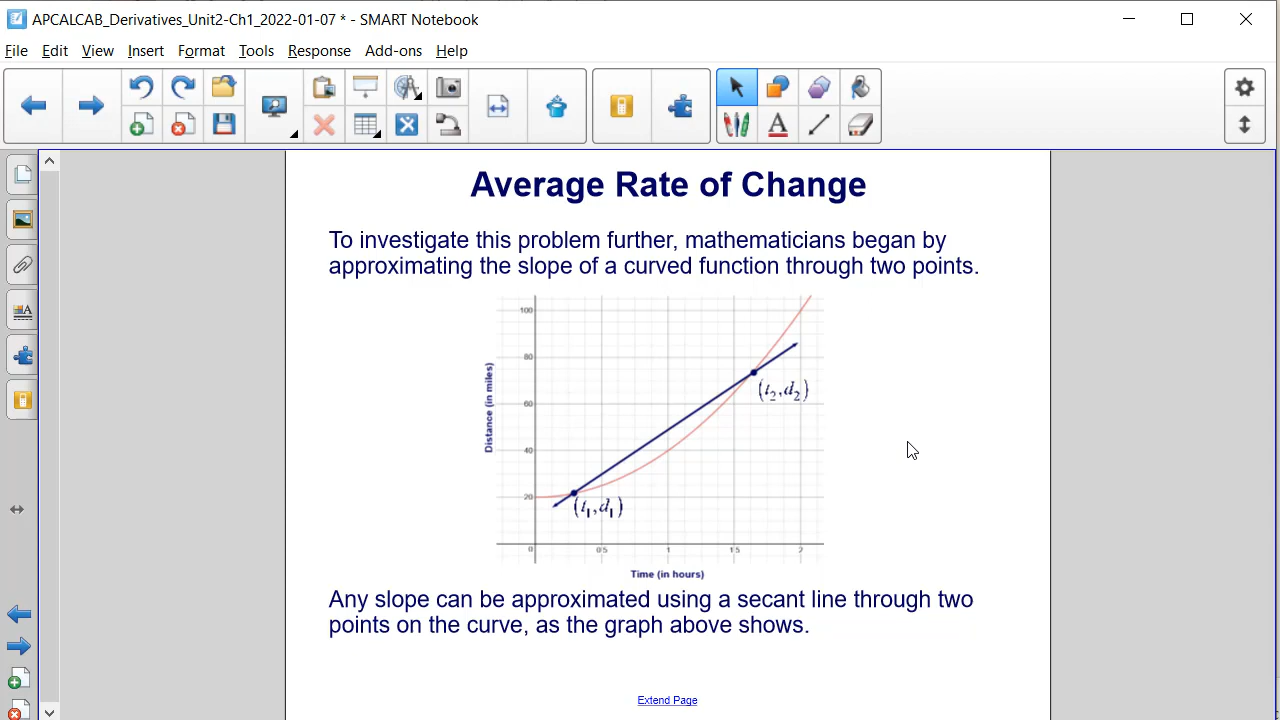 APCALCAB_Derivatives_Unit2-Ch1_2022-01-07 * - SMART Notebook
File Edit View Insert Format Tools Response Add-ons Help
Average Rate of Change
To investigate this problem further, mathematicians began by
approximating the slope of a curved function through two points.
100
80
(t₂,d₂)
60
Distance (in miles)
40
20
(t₁,d₁)
0 0.5 1 1.5 2
Time (in hours)
Any slope can be approximated using a secant line through two
points on the curve, as the graph above shows.
Extend Page